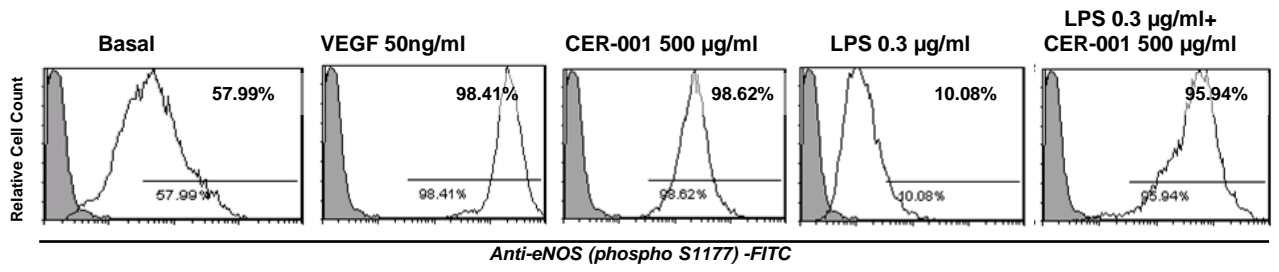 LPS 0.3 µg/ml+
Basal
VEGF 50ng/ml
CER-001 500 µg/ml
LPS 0.3 µg/ml
CER-001 500 µg/ml
Relative Cell Count
57.99%
57.99%
98.41%
98.41%
98.62%
98.62%
10.08%
10.08%
95.94%
95.94%
Anti-eNOS (phospho S1177) -FITC